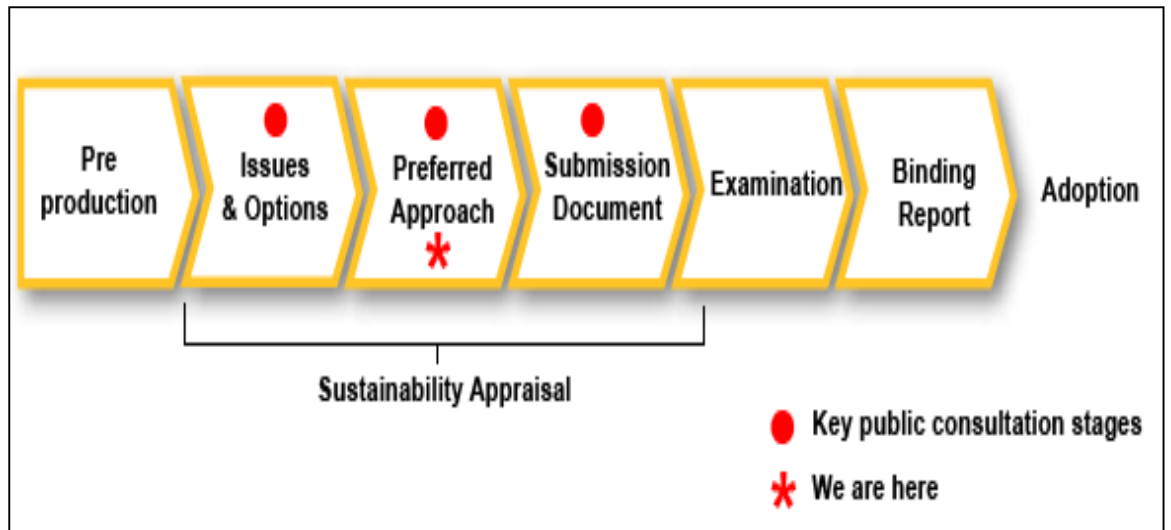 Pre
production
Issues
& Options
Preferred
Approach
Submission
Document
Examination
Binding
Report
Adoption
Sustainability Appraisal
Key public consultation stages
We are here